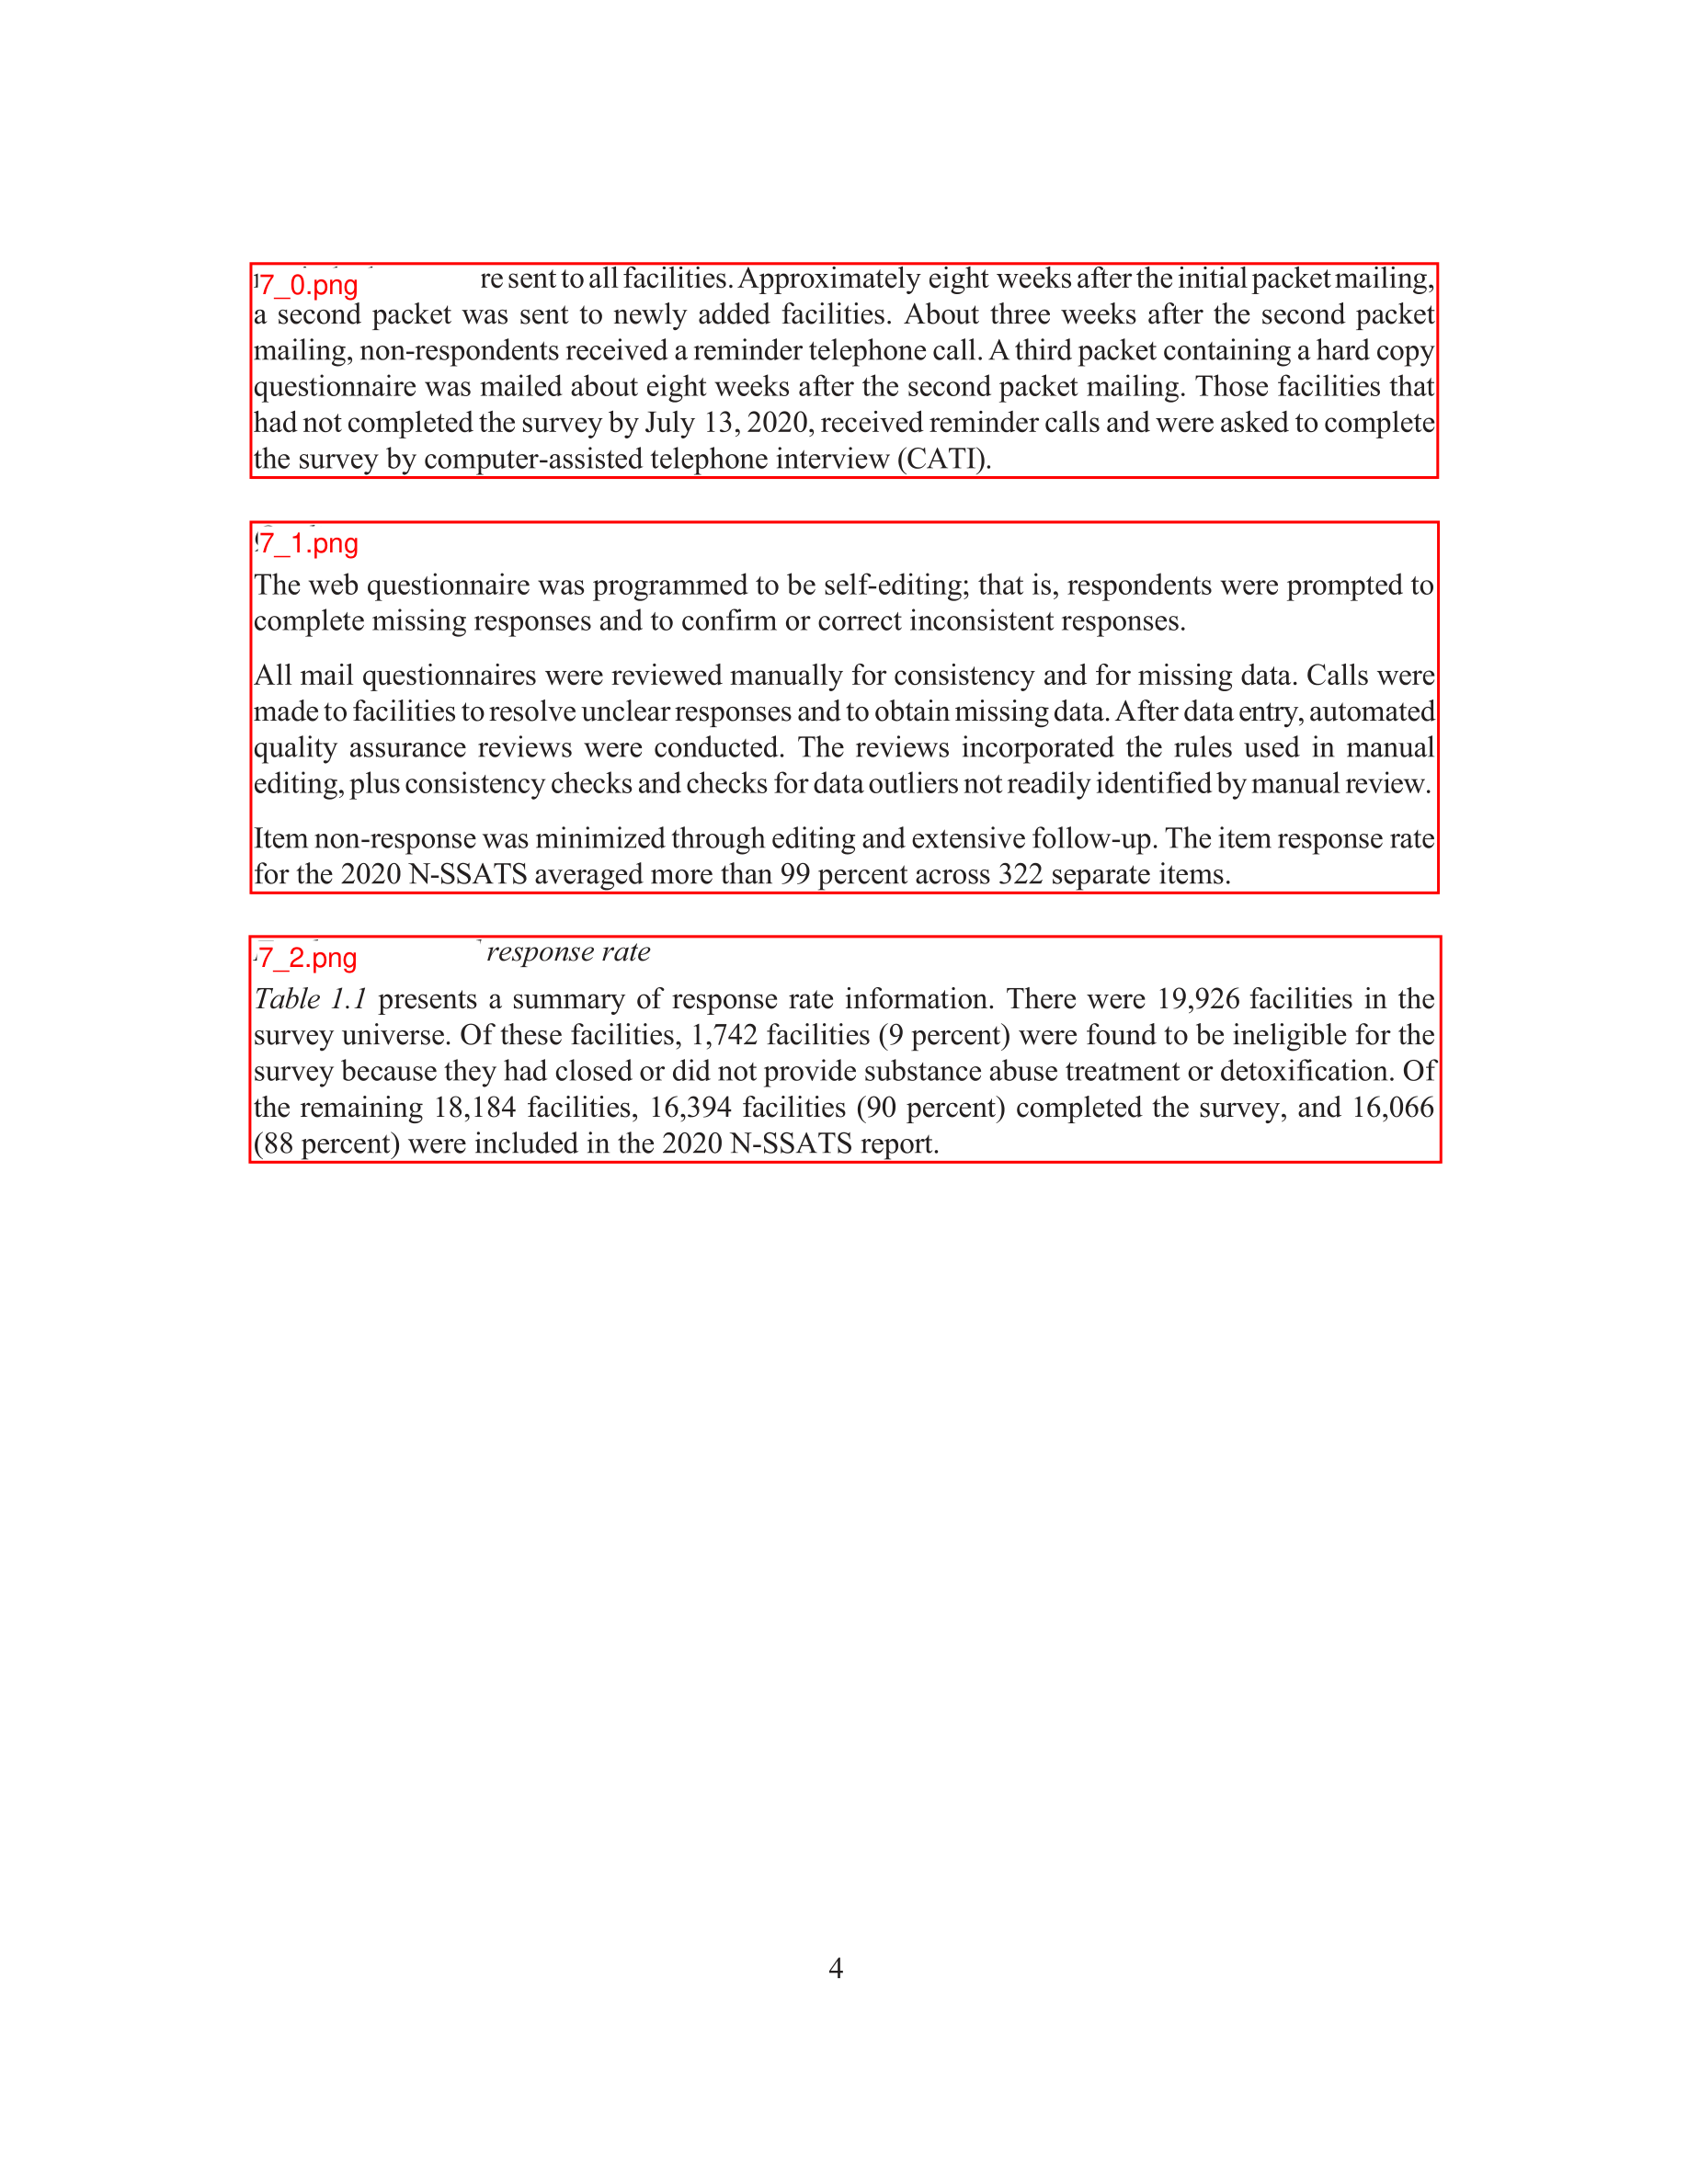 7_0.png re sent to all facilities. Approximately eight weeks after the initial packet mailing,
a second packet was sent to newly added facilities. About three weeks after the second packet
mailing, non-respondents received a reminder telephone call. A third packet containing a hard copy
questionnaire was mailed about eight weeks after the second packet mailing. Those facilities that
had not completed the survey by July 13, 2020, received reminder calls and were asked to complete
the survey by computer-assisted telephone interview (CATI).
7_1.png
The web questionnaire was programmed to be self-editing; that is, respondents were prompted to
complete missing responses and to confirm or correct inconsistent responses.
All mail questionnaires were reviewed manually for consistency and for missing data. Calls were
made to facilities to resolve unclear responses and to obtain missing data. After data entry, automated
quality assurance reviews were conducted. The reviews incorporated the rules used in manual
editing, plus consistency checks and checks for data outliers not readily identified by manual review.
Item non-response was minimized through editing and extensive follow-up. The item response rate
for the 2020 N-SSATS averaged more than 99 percent across 322 separate items.
7_2.png response rate
Table 1.1 presents a summary of response rate information. There were 19,926 facilities in the
survey universe. Of these facilities, 1,742 facilities (9 percent) were found to be ineligible for the
survey because they had closed or did not provide substance abuse treatment or detoxification. Of
the remaining 18,184 facilities, 16,394 facilities (90 percent) completed the survey, and 16,066
(88 percent) were included in the 2020 N-SSATS report.
4